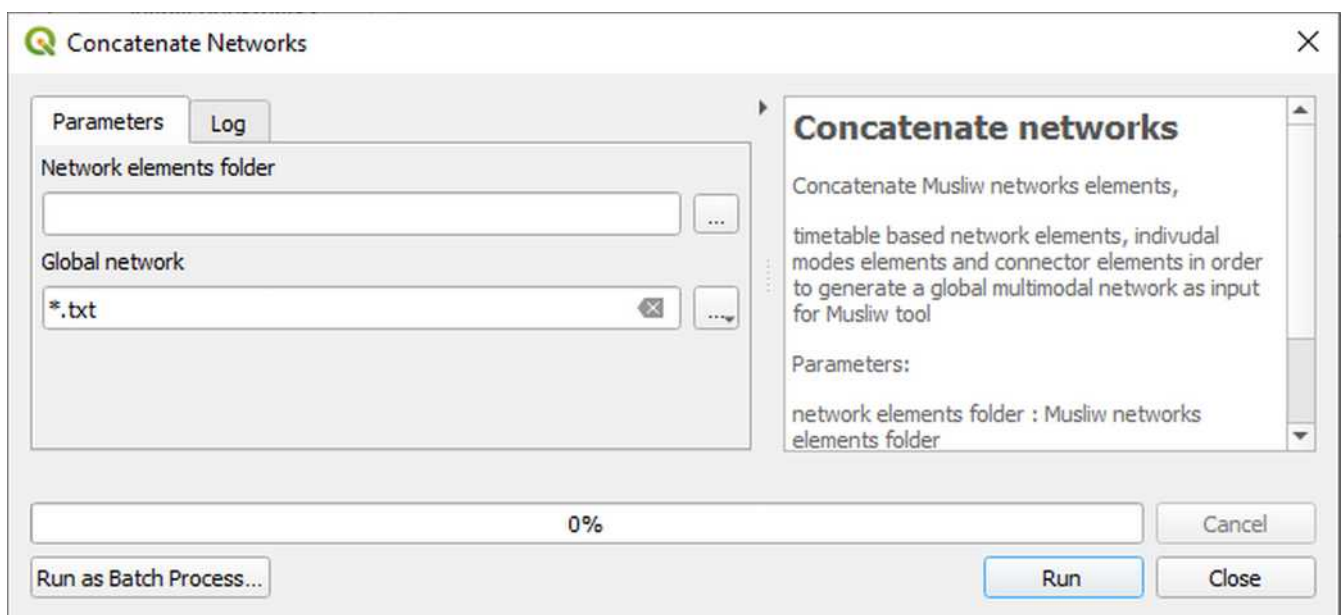 Concatenate Networks
Parameters
Log
Network elements folder
...
Global network
*.txt
...
Concatenate networks
Concatenate Musliw networks elements,
timetable based network elements, indivudal
modes elements and connector elements in order
to generate a global multimodal network as input
for Musliw tool
Parameters:
network elements folder : Musliw networks
elements folder
0%
Cancel
Run as Batch Process...
Run
Close